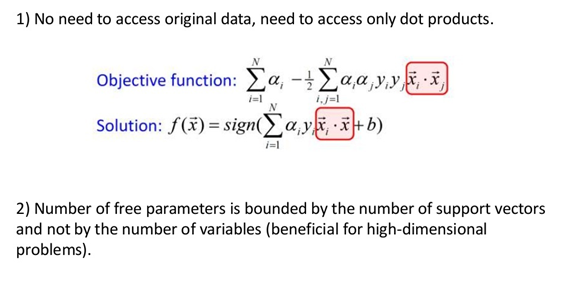 1) No need to access original data, need to access only dot products.
Objective function: $\sum_{i=1}^{N} \alpha_i - \frac{1}{2} \sum_{i,j=1}^{N} \alpha_i \alpha_j y_i y_j \vec{x}_i \cdot \vec{x}_j$
Solution: $f(\vec{x}) = sign(\sum_{i=1}^{N} \alpha_i y_i \vec{x}_i \cdot \vec{x} + b)$
2) Number of free parameters is bounded by the number of support vectors
and not by the number of variables (beneficial for high-dimensional
problems).